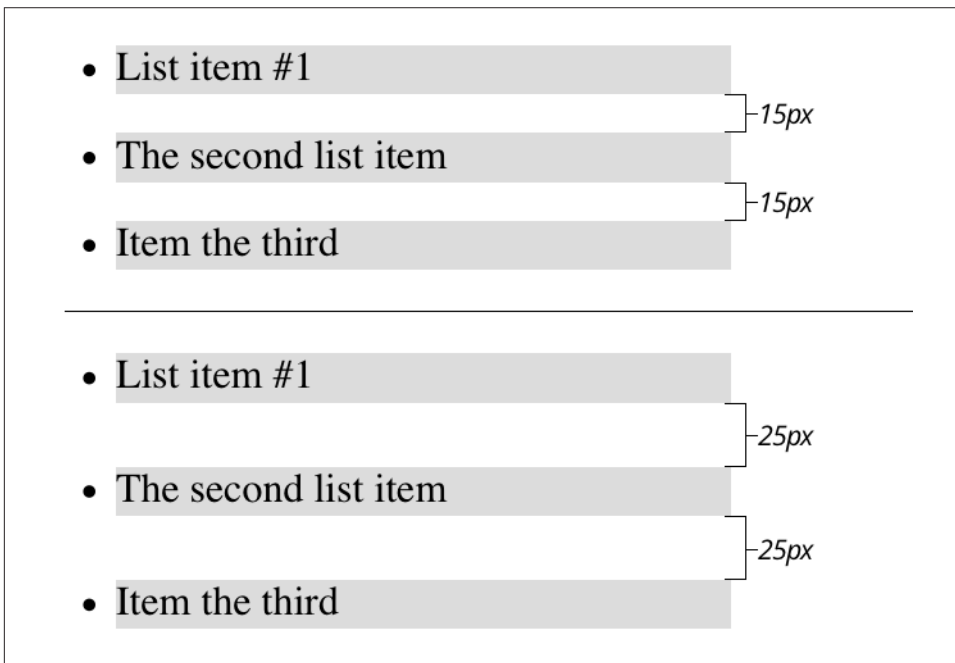 • List item #1
15px
• The second list item
15px
• Item the third
• List item #1
25px
• The second list item
25px
• Item the third